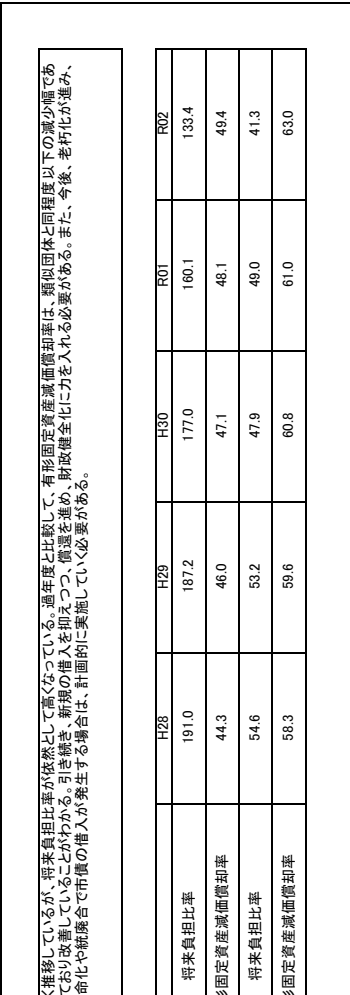 く推移しているが、将来負担比率が依然として高くなっている。過年度と比較して、有形固定資産減価償却率は、類似団体と同程度以下の減少幅であ
ており改善していることがわかる。引き続き、新規の借入を抑えつつ、償還を進め、財政健全化に力を入れる必要がある。また、今後、老朽化が進み、
命化や統廃合で市債の借入が発生する場合は、計画的に実施していく必要がある。
H28 H29 H30 R01 R02
将来負担比率 191.0 187.2 177.0 160.1 133.4
形固定資産減価償却率 44.3 46.0 47.1 48.1 49.4
将来負担比率 54.6 53.2 47.9 49.0 41.3
形固定資産減価償却率 58.3 59.6 60.8 61.0 63.0